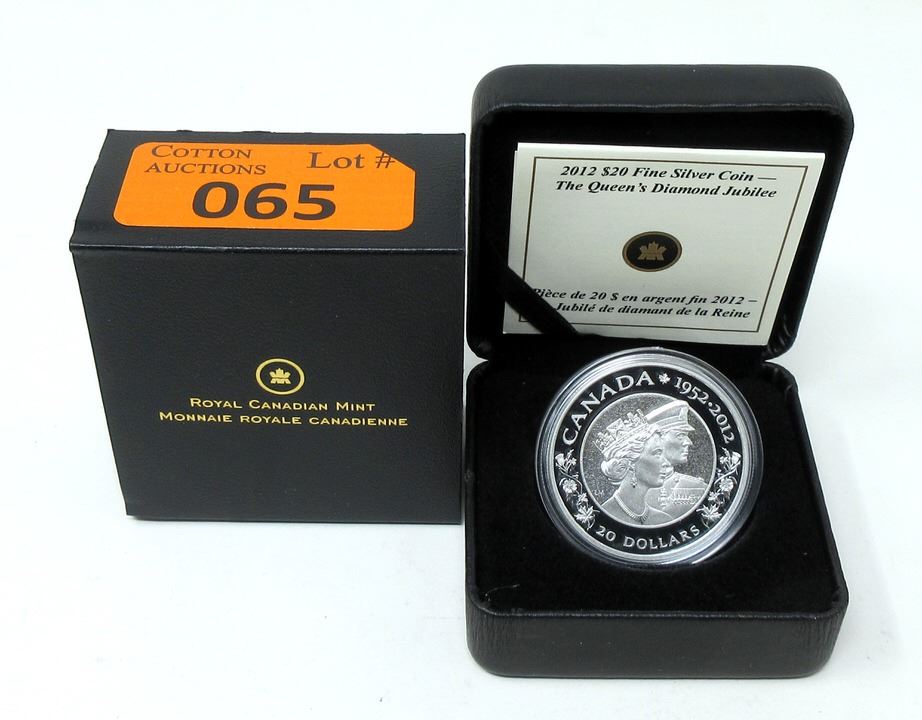 COTTON
AUCTIONS
Lot #
065
ROYAL CANADIAN MINT
MONNAIE ROYALE CANADIENNE
2012 $20 Fine Silver Coin —
The Queen's Diamond Jubilee
Pièce de 20 $ en argent fin 2012 –
Jubilé de diamant de la Reine
CANADA 1952•2012
20 DOLLARS